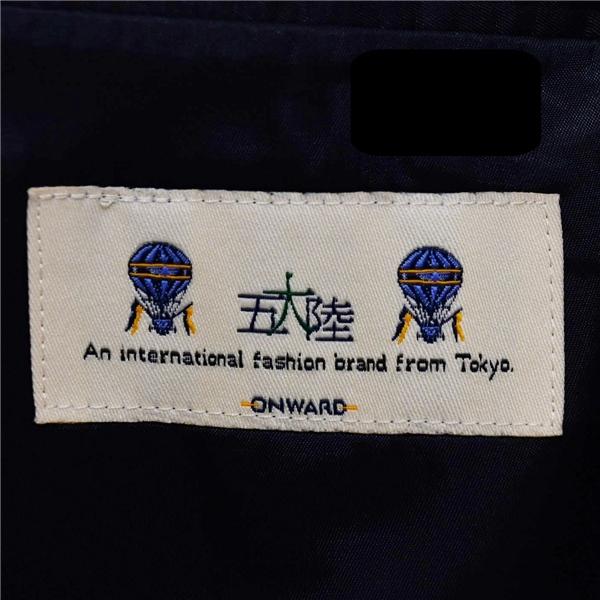 五大陸
An international fashion brand from Tokyo.
ONWARD